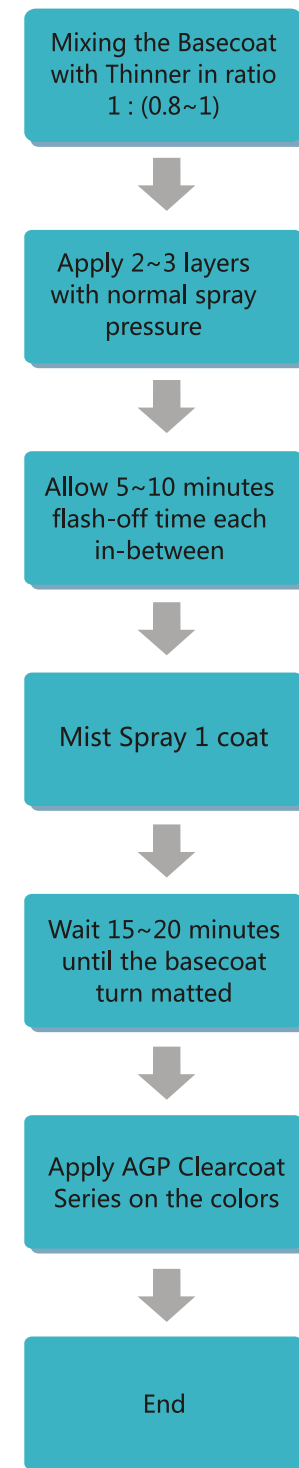 Mixing the Basecoat
with Thinner in ratio
1 : (0.8~1)
Apply 2~3 layers
with normal spray
pressure
Allow 5~10 minutes
flash-off time each
in-between
Mist Spray 1 coat
Wait 15~20 minutes
until the basecoat
turn matted
Apply AGP Clearcoat
Series on the colors
End